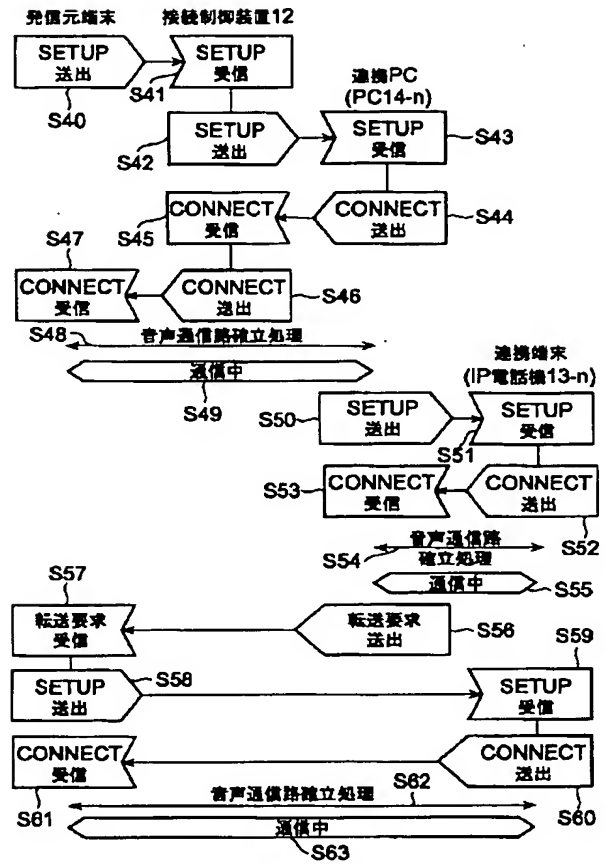 発信元端末
接続制御装置12
SETUP
送出
S40
SETUP
受信
S41
連携PC
(PC14-n)
SETUP
送出
S42
SETUP
受信
S43
CONNECT
受信
S45
CONNECT
送出
S44
S47
CONNECT
受信
CONNECT
送出
S46
S48
音声通信路確立処理
通信中
S49
連携端末
(IP電話機13-n)
S50
SETUP
送出
SETUP
受信
S51
S53
CONNECT
受信
CONNECT
送出
S52
S54
音声通信路
確立処理
通信中
S55
S57
転送要求
受信
転送要求
送出
S56
S59
SETUP
送出
S58
SETUP
受信
CONNECT
受信
S61
CONNECT
送出
S60
音声通信路確立処理
S62
通信中
S63